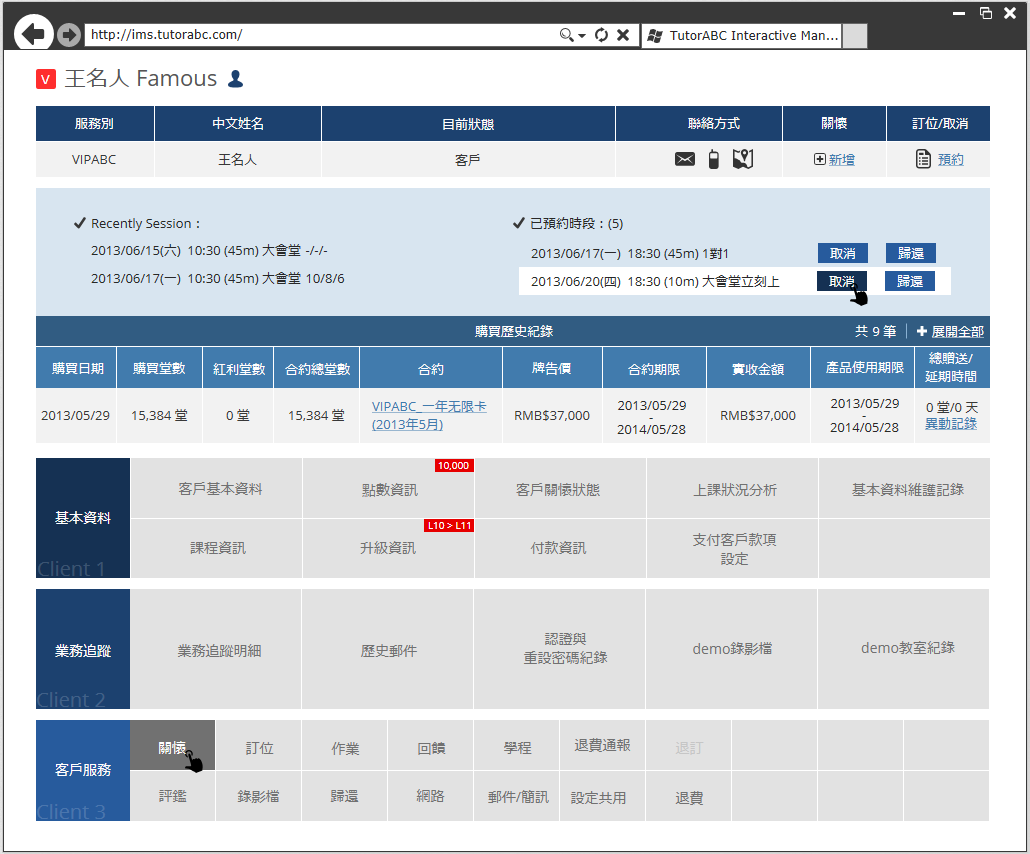 http://ims.tutorabc.com/
TutorABC Interactive Man...
V 王名人 Famous
服務別 中文姓名 目前狀態 聯絡方式 關懷 訂位/取消
VIPABC 王名人 客戶 新增 預約
Recently Session：
2013/06/15(六) 10:30 (45m) 大會堂 -/-/-
2013/06/17(一) 10:30 (45m) 大會堂 10/8/6
已預約時段：(5)
2013/06/17(一) 18:30 (45m) 1對1 取消 歸還
2013/06/20(四) 18:30 (10m) 大會堂立刻上 取消 歸還
購買歷史紀錄 共 9 筆 展開全部
購買日期 購買堂數 紅利堂數 合約總堂數 合約 牌告價 合約期限 實收金額 產品使用期限 總贈送/
延期時間
2013/05/29 15,384 堂 0 堂 15,384 堂 VIPABC_一年无限卡
(2013年5月)
RMB$37,000
2013/05/29
-
2014/05/28
RMB$37,000
2013/05/29
-
2014/05/28
0 堂/0 天
異動記錄
基本資料
Client 1
客戶基本資料 點數資訊 10,000 客戶關懷狀態 上課狀況分析 基本資料維護記錄
課程資訊 升級資訊 L10 > L11 付款資訊 支付客戶款項
設定
業務追蹤
Client 2
業務追蹤明細 歷史郵件 認證與
重設密碼紀錄
demo錄影檔 demo教室紀錄
客戶服務
Client 3
關懷 訂位 作業 回饋 學程 退費通報 退訂
評鑑 錄影檔 歸還 網路 郵件/簡訊 設定共用 退費